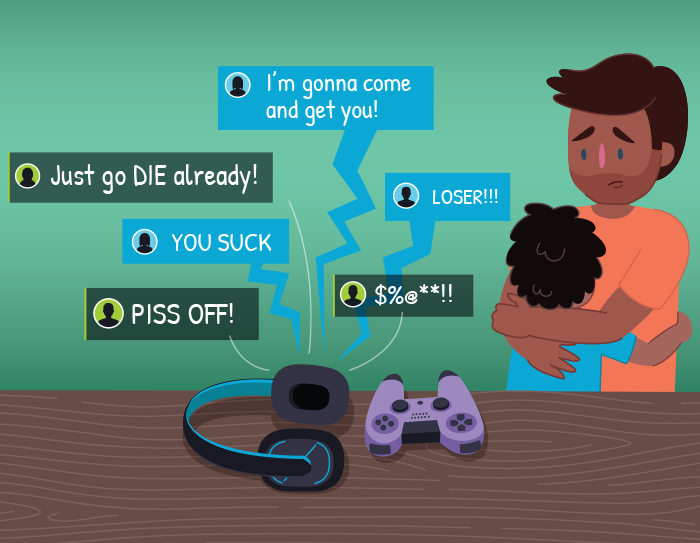 I'm gonna come
and get you!
Just go DIE already!
LOSER!!!
YOU SUCK
$%@**!!
PISS OFF!